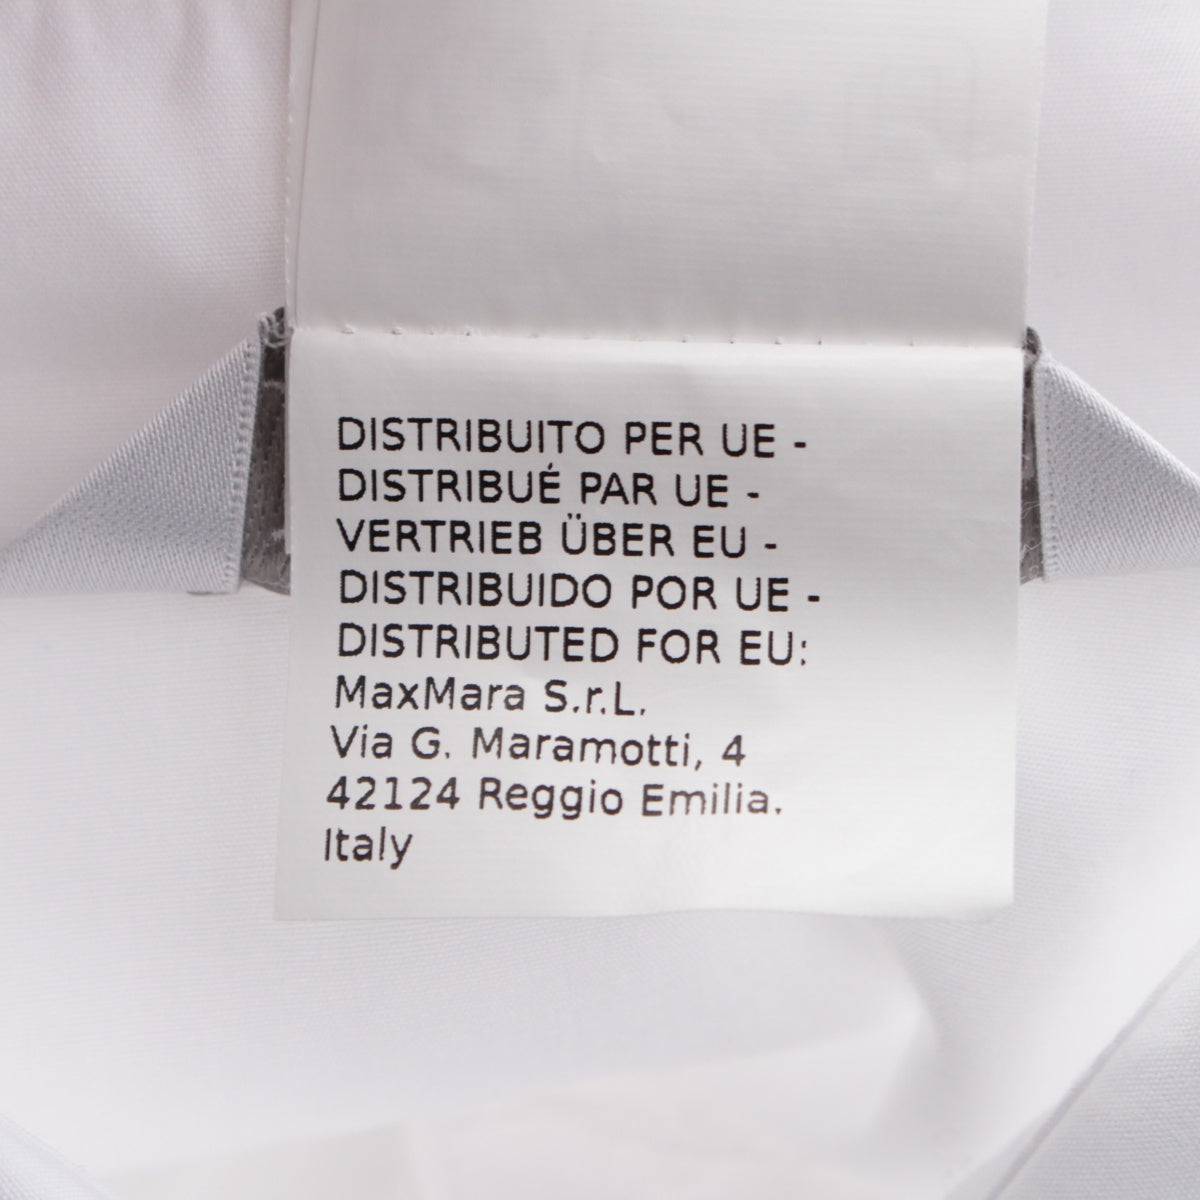 DISTRIBUITO PER UE -
DISTRIBUÉ PAR UE -
VERTRIEB ÜBER EU -
DISTRIBUIDO POR UE -
DISTRIBUTED FOR EU:
MaxMara S.r.L.
Via G. Maramotti, 4
42124 Reggio Emilia.
Italy